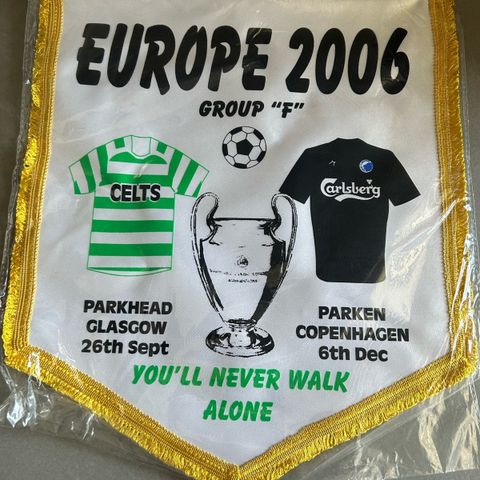 EUROPE 2006
GROUP "F"
CELTS
Carlsberg
PARKHEAD
GLASGOW
26th Sept
PARKEN
COPENHAGEN
6th Dec
YOU'LL NEVER WALK
ALONE